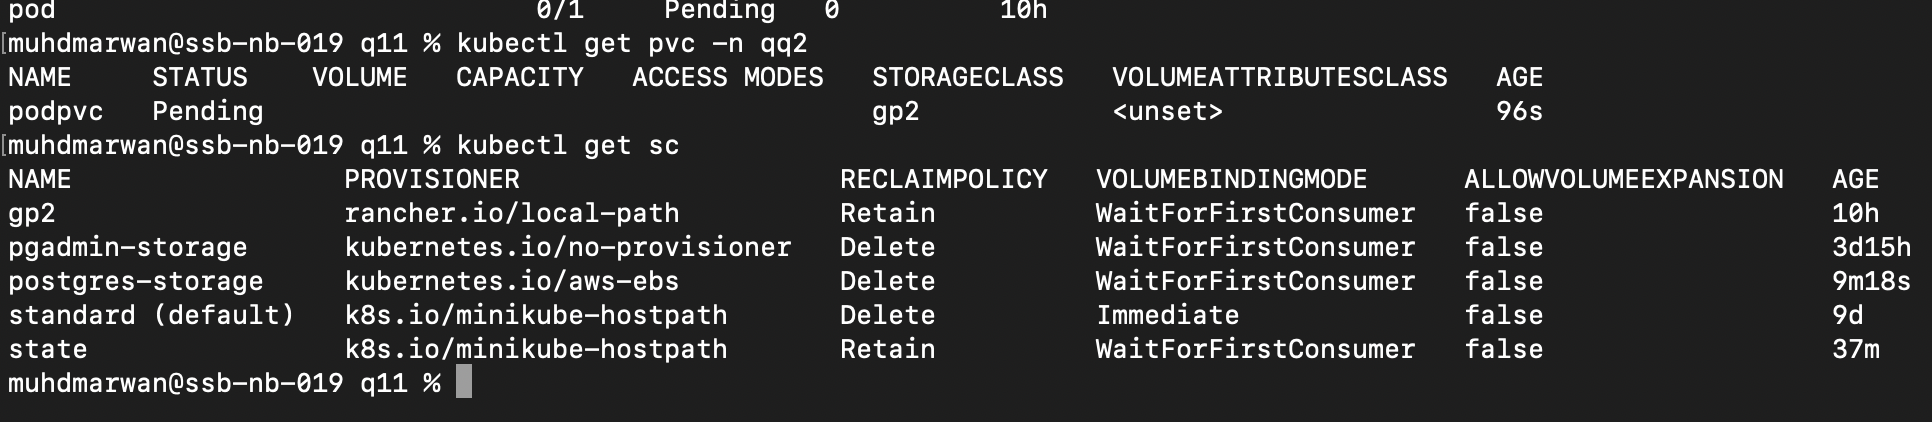 pod 0/1 Pending 0 10h
[muhdmarwan@ssb-nb-019 q11 % kubectl get pvc -n qq2
NAME STATUS VOLUME CAPACITY ACCESS MODES STORAGECLASS VOLUMEATTRIBUTESCLASS AGE
podpvc Pending gp2 <unset> 96s
[muhdmarwan@ssb-nb-019 q11 % kubectl get sc
NAME PROVISIONER RECLAIMPOLICY VOLUMEBINDINGMODE ALLOWVOLUMEEXPANSION AGE
gp2 rancher.io/local-path Retain WaitForFirstConsumer false 10h
pgadmin-storage kubernetes.io/no-provisioner Delete WaitForFirstConsumer false 3d15h
postgres-storage kubernetes.io/aws-ebs Delete WaitForFirstConsumer false 9m18s
standard (default) k8s.io/minikube-hostpath Delete Immediate false 9d
state k8s.io/minikube-hostpath Retain WaitForFirstConsumer false 37m
muhdmarwan@ssb-nb-019 q11 %